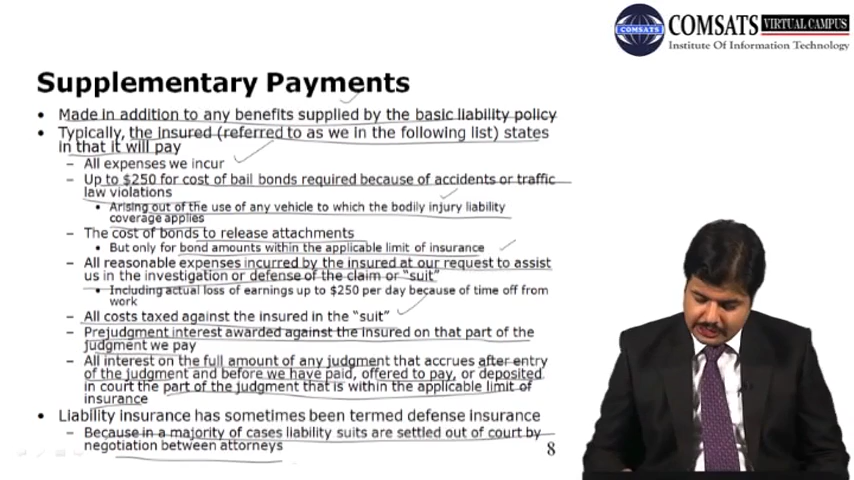 COMSATS
COMSATS VIRTUAL CAMPUS
Institute Of Information Technology
Supplementary Payments
• Made in addition to any benefits supplied by the basic liability policy
• Typically, the insured (referred to as we in the following list) states
in that it will pay
– All expenses we incur
– Up to $250 for cost of bail bonds required because of accidents or traffic
law violations
• Arising out of the use of any vehicle to which the bodily injury liability
coverage applies
– The cost of bonds to release attachments
• But only for bond amounts within the applicable limit of insurance
– All reasonable expenses incurred by the insured at our request to assist
us in the investigation or defense of the claim or “suit”
• Including actual loss of earnings up to $250 per day because of time off from
work
– All costs taxed against the insured in the “suit”
– Prejudgment interest awarded against the insured on that part of the
judgment we pay
– All interest on the full amount of any judgment that accrues after entry
of the judgment and before we have paid, offered to pay, or deposited
in court the part of the judgment that is within the applicable limit of
insurance
• Liability insurance has sometimes been termed defense insurance
– Because in a majority of cases liability suits are settled out of court by
negotiation between attorneys
8